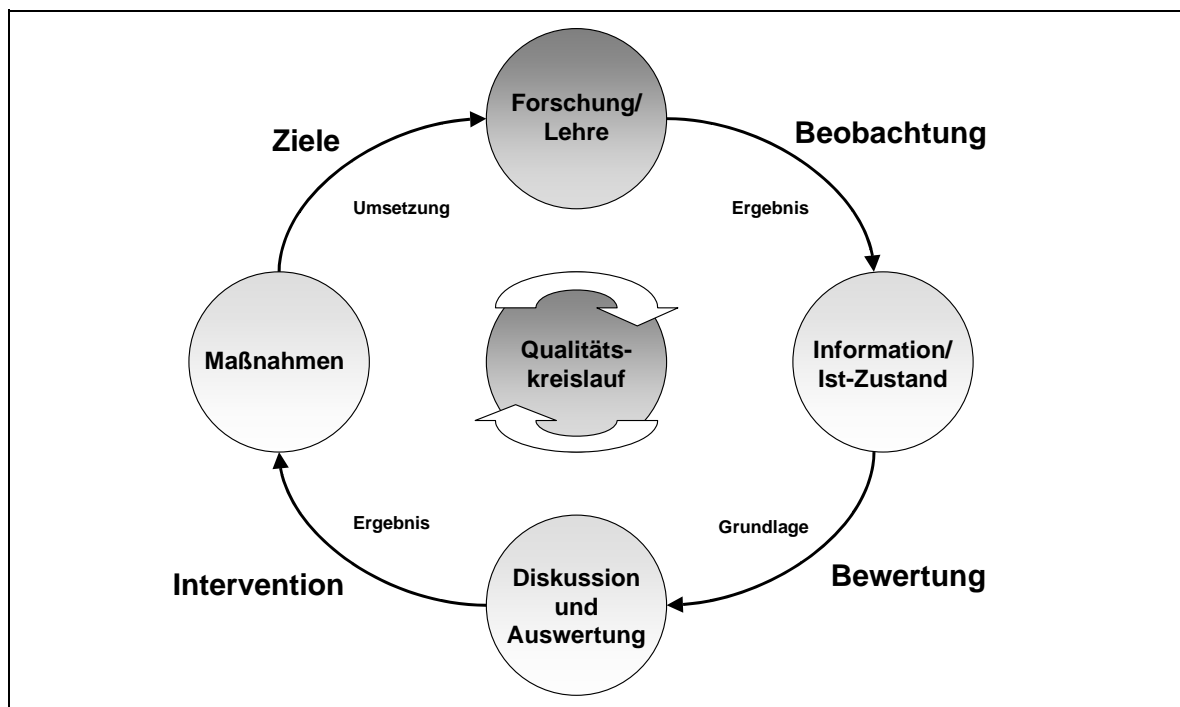 Forschung/
Lehre
Ziele
Beobachtung
Umsetzung
Ergebnis
Maßnahmen
Qualitäts-
kreislauf
Information/
Ist-Zustand
Ergebnis
Grundlage
Intervention
Diskussion
und
Auswertung
Bewertung